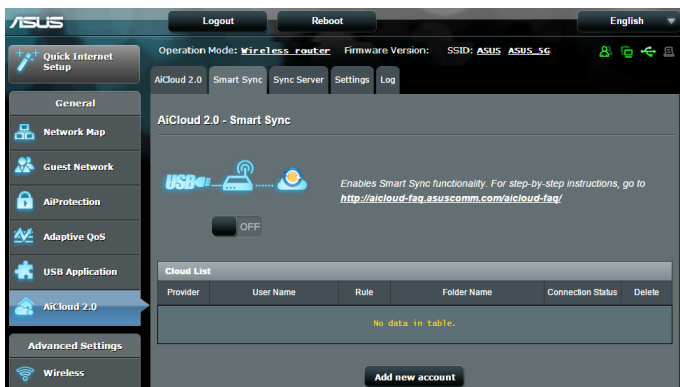 ASUS
Logout
Reboot
English
Quick Internet
Setup
Operation Mode: Wireless router Firmware Version: SSID: ASUS ASUS_5G
AiCloud 2.0
Smart Sync
Sync Server
Settings
Log
General
Network Map
Guest Network
AiProtection
Adaptive QoS
USB Application
AiCloud 2.0
Advanced Settings
Wireless
AiCloud 2.0 - Smart Sync
USB
Enables Smart Sync functionality. For step-by-step instructions, go to
http://aicloud-faq.asuscomm.com/aicloud-faq/
OFF
Cloud List
Provider User Name Rule Folder Name Connection Status Delete
No data in table.
Add new account